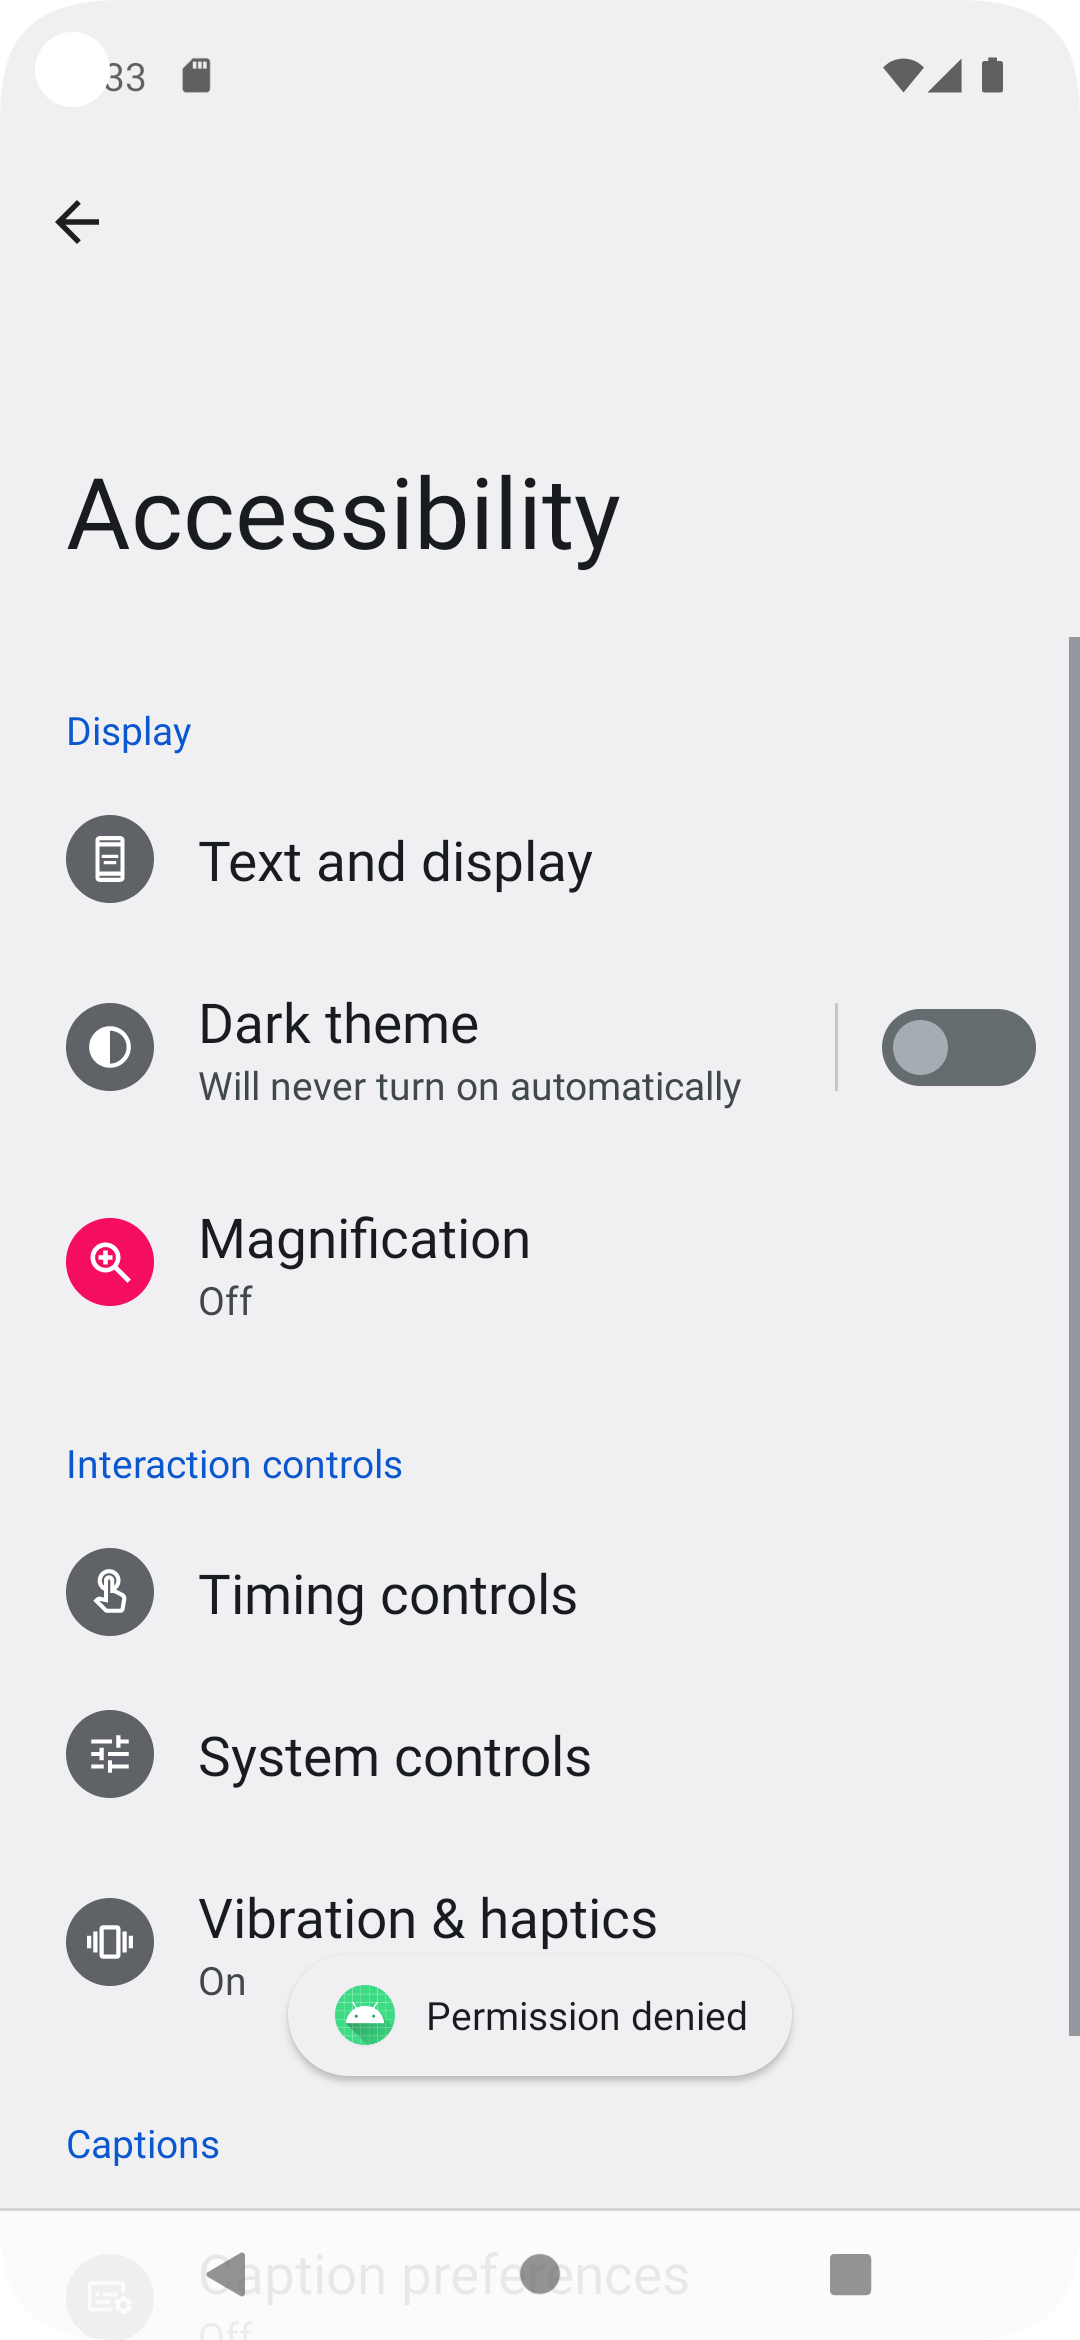 33
Accessibility
Display
Text and display
Dark theme
Will never turn on automatically
Magnification
Off
Interaction controls
Timing controls
System controls
Vibration & haptics
On
Permission denied
Captions
Caption preferences
Off